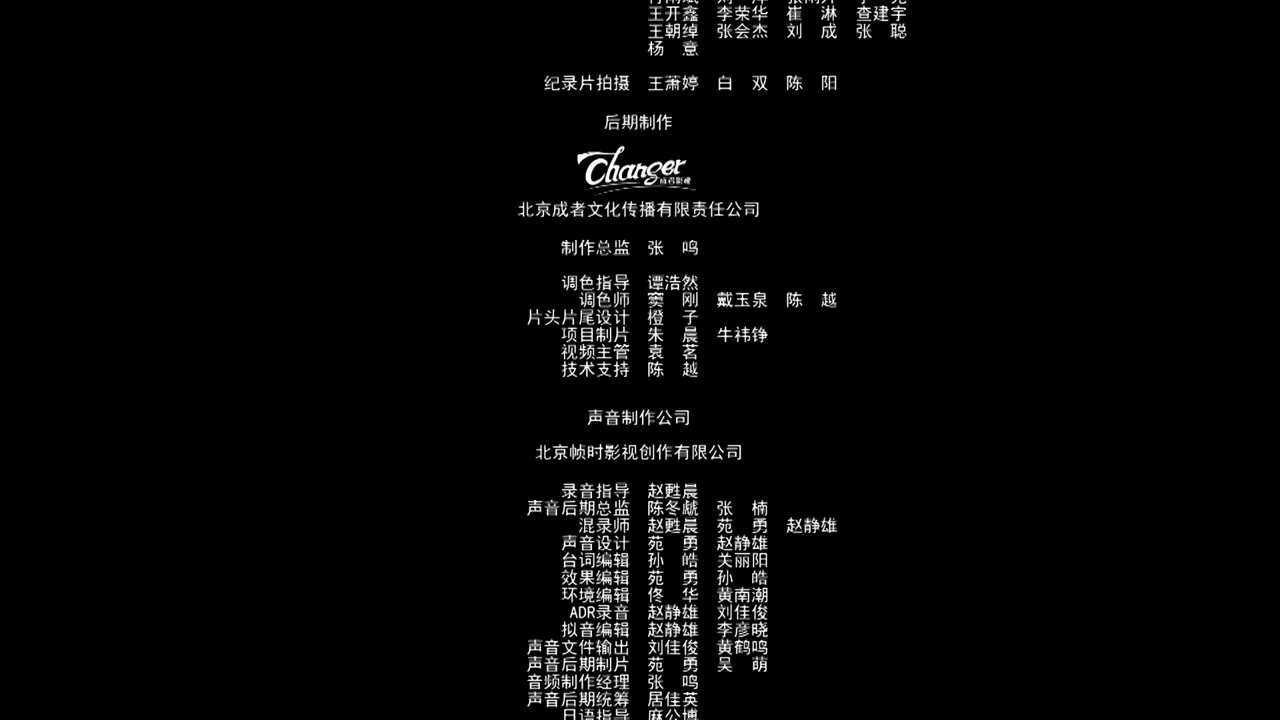 王开鑫 李荣华 崔 淋 查建宇
王朝绰 张会杰 刘 成 张 聪
杨 意
纪录片拍摄 王萧婷 白 双 陈 阳
后期制作
Changer
成者影视
北京成者文化传播有限责任公司
制作总监 张 鸣
调色指导 谭浩然
调色师 窦 刚 戴玉泉 陈 越
片头片尾设计 橙 子
项目制片 朱 晨 牛祎铮
视频主管 袁 茗
技术支持 陈 越
声音制作公司
北京帧时影视创作有限公司
录音指导 赵甦晨
声音后期总监 陈冬虣 张 楠
混录师 赵甦晨 苑 勇 赵静雄
声音设计 苑 勇 赵静雄
台词编辑 孙 皓 关丽阳
效果编辑 苑 勇 孙 皓
环境编辑 佟 华 黄南潮
ADR录音 赵静雄 刘佳俊
拟音编辑 赵静雄 李彦晓
声音文件输出 刘佳俊 黄鹤鸣
声音后期制片 苑 勇 吴 萌
音频制作经理 张 鸣
声音后期统筹 居佳英
日语指导 麻公博